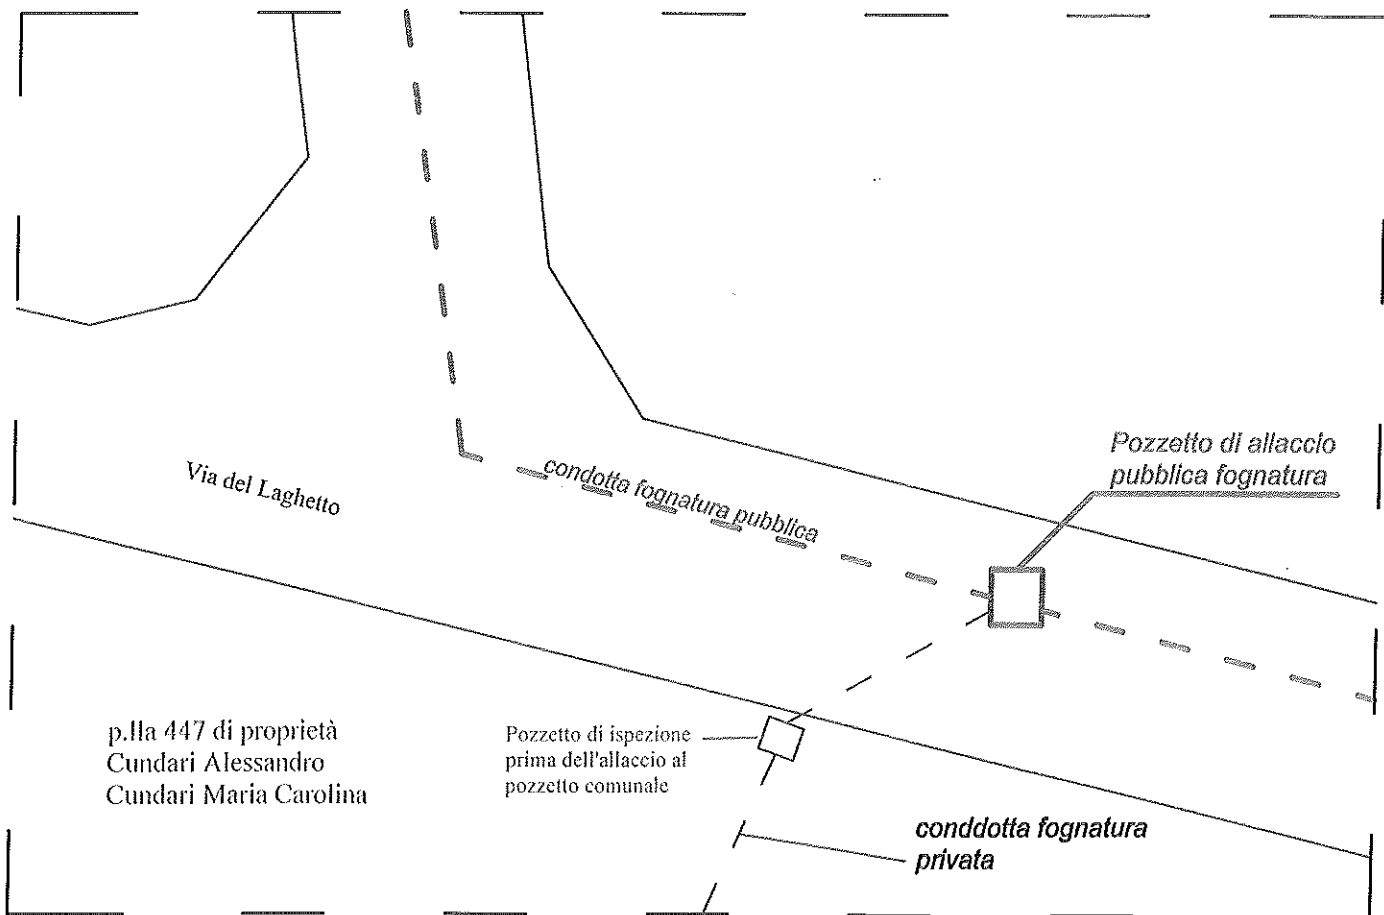 Pozzetto di allaccio
pubblica fognatura
Via del Laghetto
condotta fognatura pubblica
p.lla 447 di proprietà
Cundari Alessandro
Cundari Maria Carolina
Pozzetto di ispezione
prima dell'allaccio al
pozzetto comunale
conddotta fognatura
privata